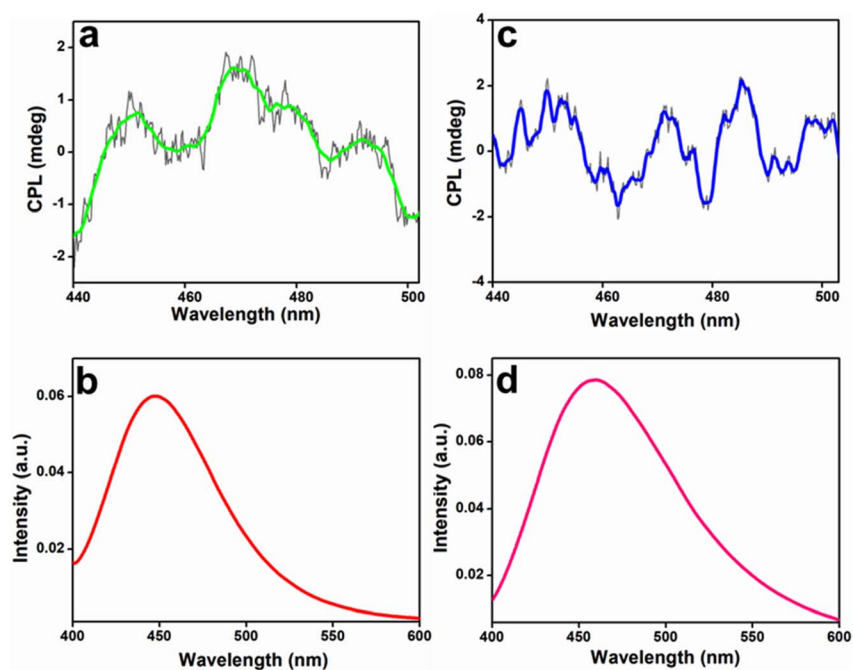 a
CPL (mdeg)
2
1
0
-1
-2
440 460 480 500
Wavelength (nm)
c
CPL (mdeg)
4
2
0
-2
-4
440 460 480 500
Wavelength (nm)
b
Intensity (a.u.)
0.06
0.04
0.02
400 450 500 550 600
Wavelength (nm)
d
Intensity (a.u.)
0.08
0.06
0.04
0.02
400 450 500 550 600
Wavelength (nm)